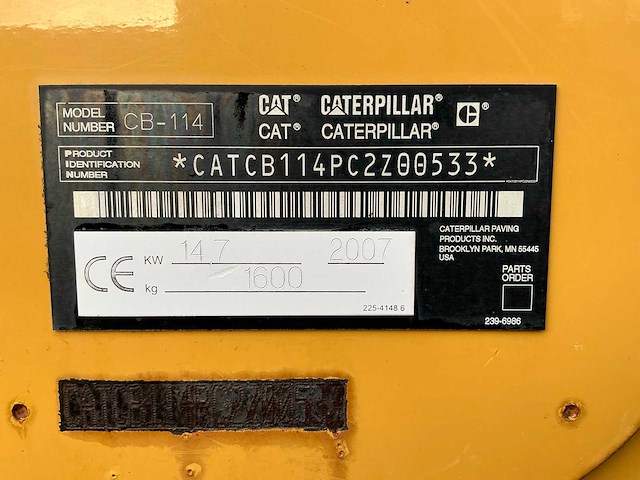 MODEL NUMBER CB-114
CAT® CATERPILLAR® C®
CAT® CATERPILLAR
PRODUCT IDENTIFICATION NUMBER *CATCB114PC2Z00533*
CATERPILLAR PAVING
PRODUCTS INC.
BROOKLYN PARK, MN 55445
USA
CE KW 14.7 2007
kg 1600
225-4148 6
PARTS
ORDER
239-6986